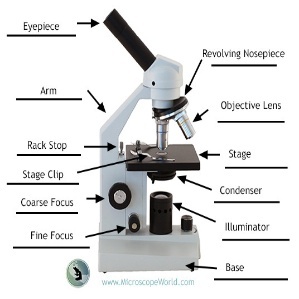 Eyepiece
Revolving Nosepiece
Arm
Objective Lens
Rack Stop
Stage
Stage Clip
Condenser
Coarse Focus
Illuminator
Fine Focus
Base
www.MicroscopeWorld.com